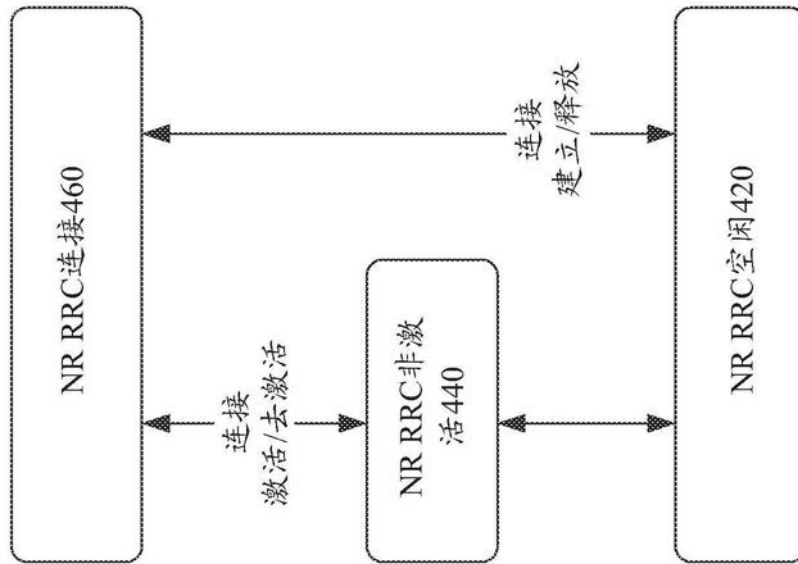 NR RRC连接460
连接
激活/去激活
NR RRC非激
活440
连接
建立/释放
NR RRC空闲420